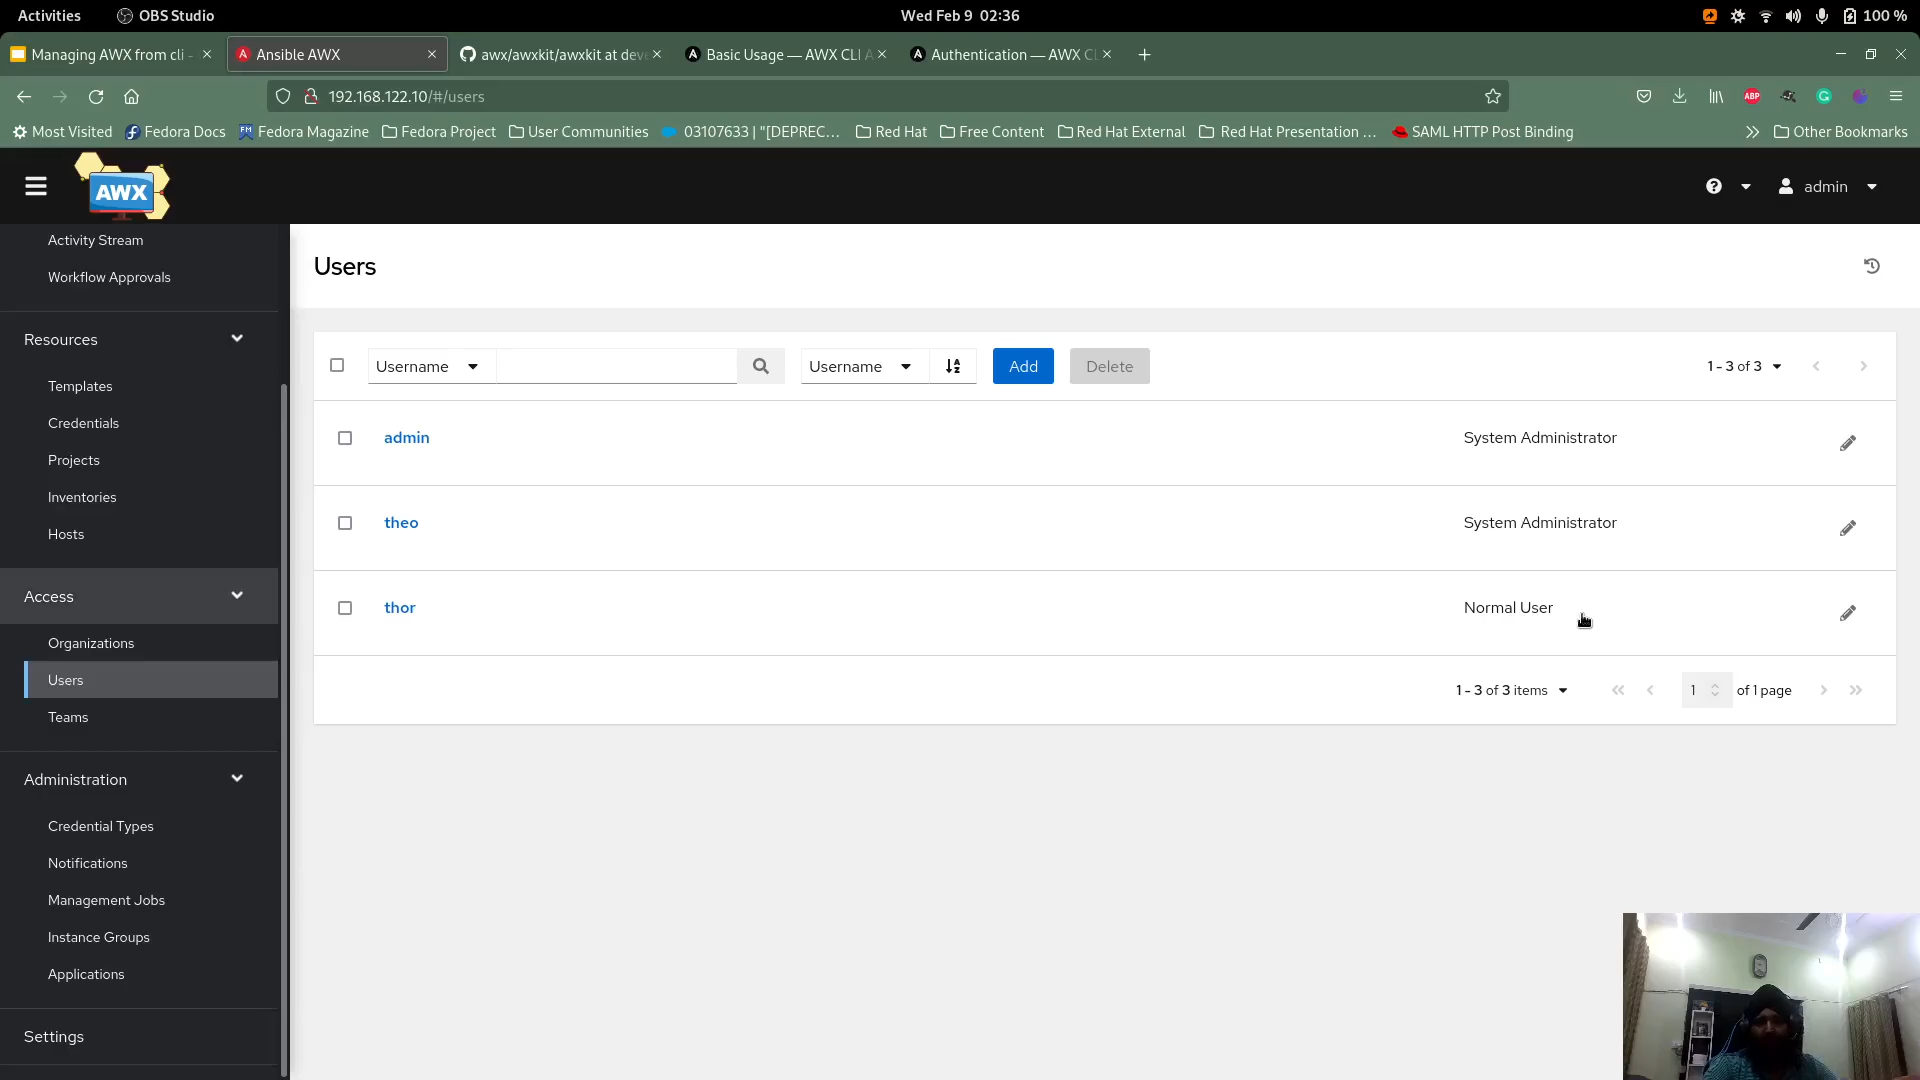 Activities
OBS Studio
Wed Feb 9 02:36
100 %
Managing AWX from cli -
Ansible AWX
awx/awxkit/awxkit at deve
Basic Usage — AWX CLI A
Authentication — AWX CL
192.168.122.10/#/users
ABP
Most Visited
Fedora Docs
Fedora Magazine
Fedora Project
User Communities
03107633 | "[DEPREC…
Red Hat
Free Content
Red Hat External
Red Hat Presentation …
SAML HTTP Post Binding
Other Bookmarks
AWX
admin
Activity Stream
Workflow Approvals
Resources
Templates
Credentials
Projects
Inventories
Hosts
Access
Organizations
Users
Teams
Administration
Credential Types
Notifications
Management Jobs
Instance Groups
Applications
Settings
Users
Username
Username
Add
Delete
1 - 3 of 3
admin
System Administrator
theo
System Administrator
thor
Normal User
1 - 3 of 3 items
1
of 1 page